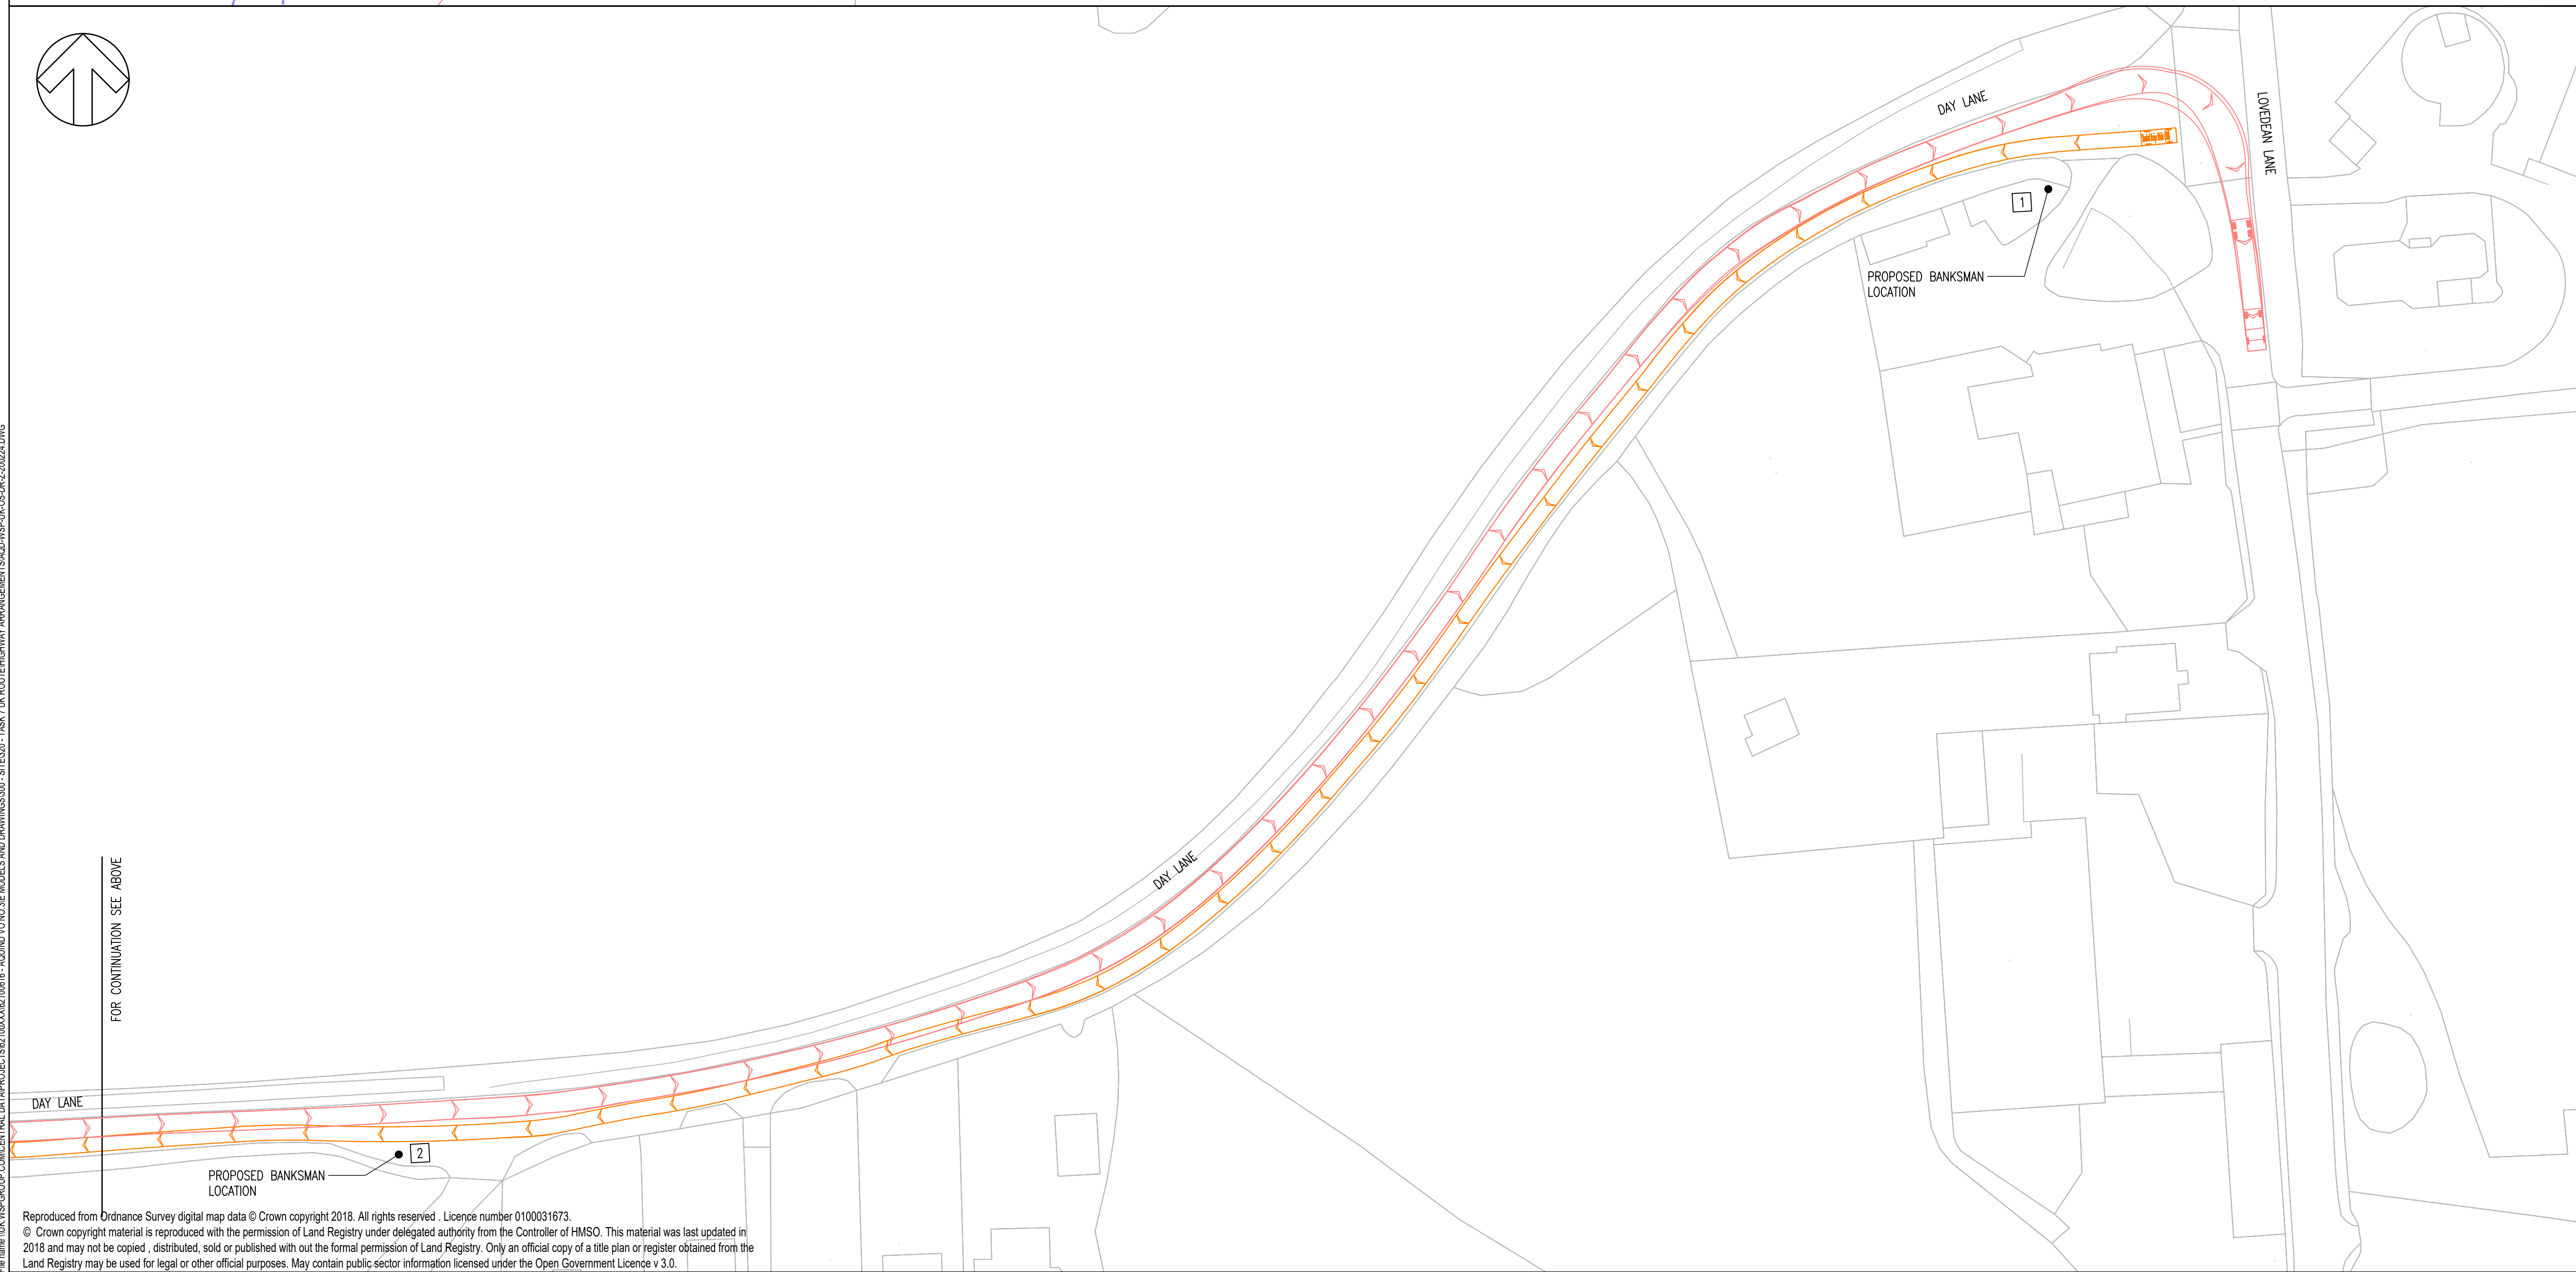 DAY LANE
LOVEDEAN LANE
1
PROPOSED BANKSMAN
LOCATION
DAY LANE
FOR CONTINUATION SEE ABOVE
DAY LANE
2
PROPOSED BANKSMAN
LOCATION
Reproduced from Ordnance Survey digital map data © Crown copyright 2018. All rights reserved . Licence number 0100031673.
© Crown copyright material is reproduced with the permission of Land Registry under delegated authority from the Controller of HMSO. This material was last updated in
2018 and may not be copied , distributed, sold or published with out the formal permission of Land Registry. Only an official copy of a title plan or register obtained from the
Land Registry may be used for legal or other official purposes. May contain public sector information licensed under the Open Government Licence v 3.0.